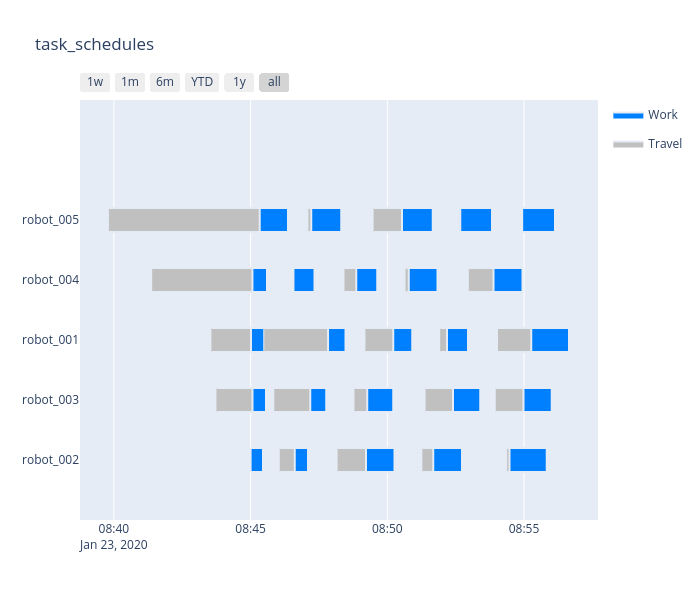 task_schedules
1w 1m 6m YTD 1y all
Work
Travel
robot_005
robot_004
robot_001
robot_003
robot_002
08:40 08:45 08:50 08:55
Jan 23, 2020